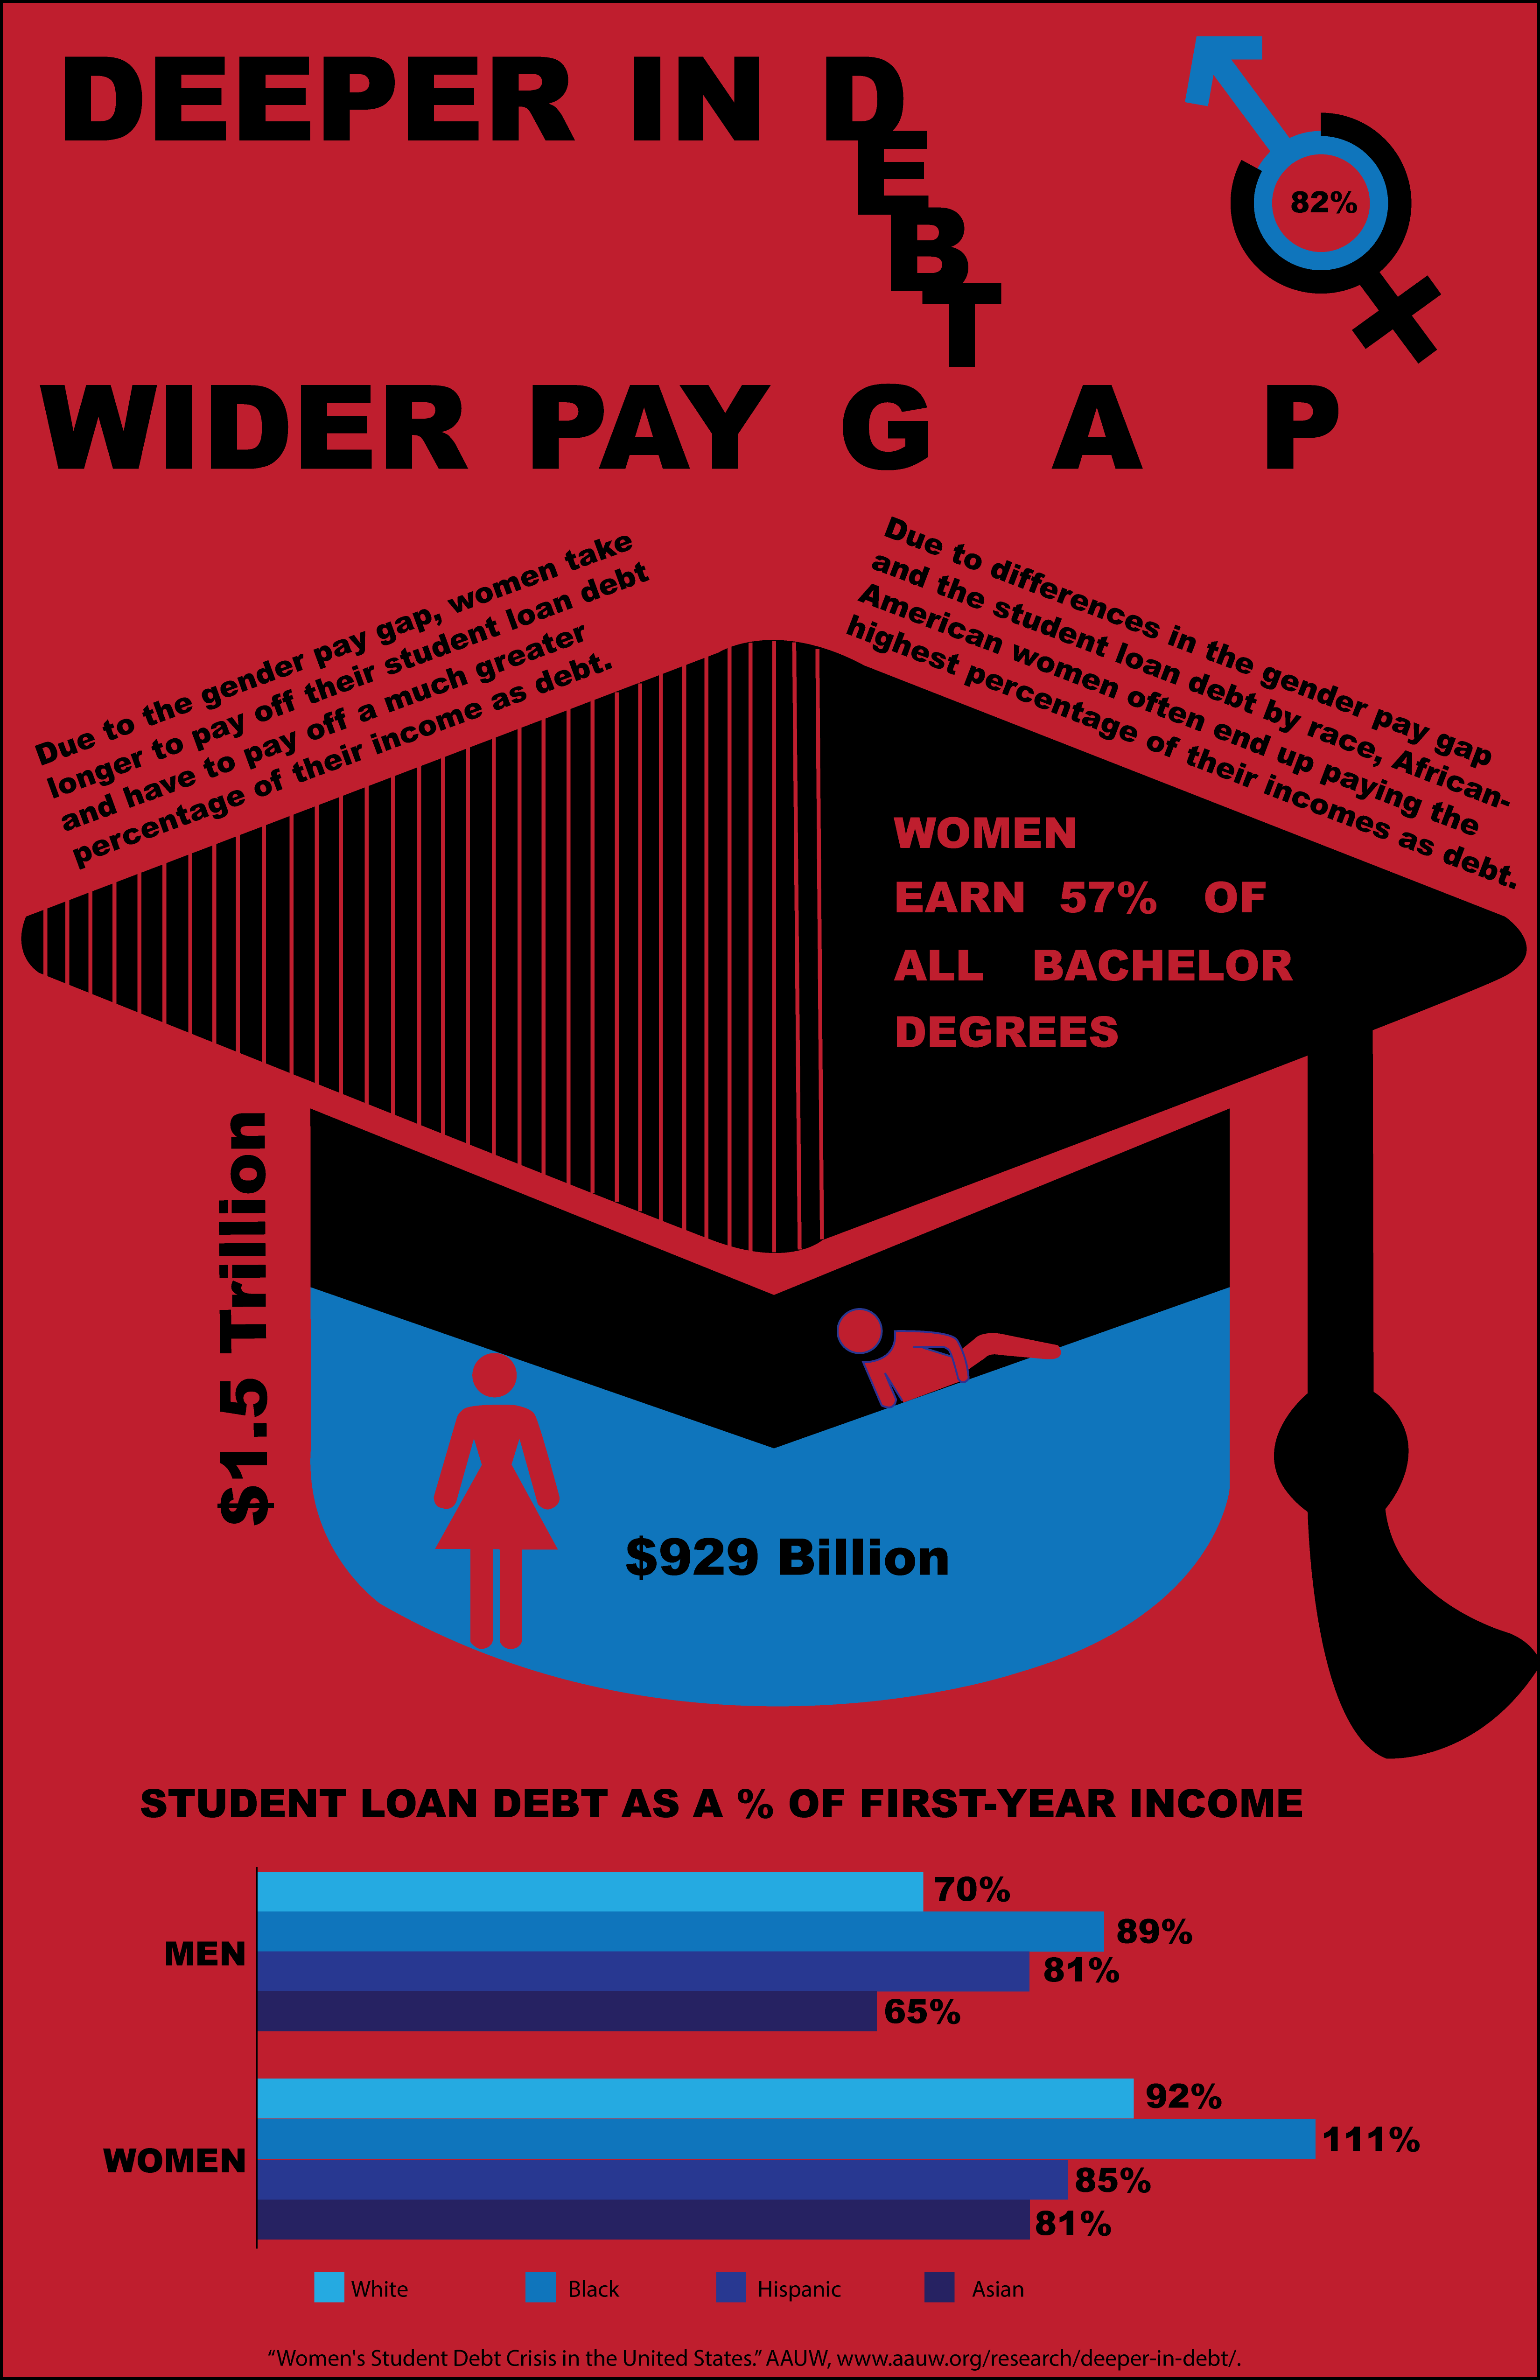 DEEPER IN DEBT
82%
WIDER PAY GAP
Due to the gender pay gap, women take
longer to pay off their student loan debt
and have to pay off a much greater
percentage of their income as debt.
Due to differences in the gender pay gap
and the student loan debt by race, African-
American women often end up paying the
highest percentage of their incomes as debt.
WOMEN
EARN 57% OF
ALL BACHELOR
DEGREES
$1.5 Trillion
$929 Billion
STUDENT LOAN DEBT AS A % OF FIRST-YEAR INCOME
MEN
70%
89%
81%
65%
WOMEN
92%
111%
85%
81%
White Black Hispanic Asian
“Women's Student Debt Crisis in the United States.” AAUW, www.aauw.org/research/deeper-in-debt/.